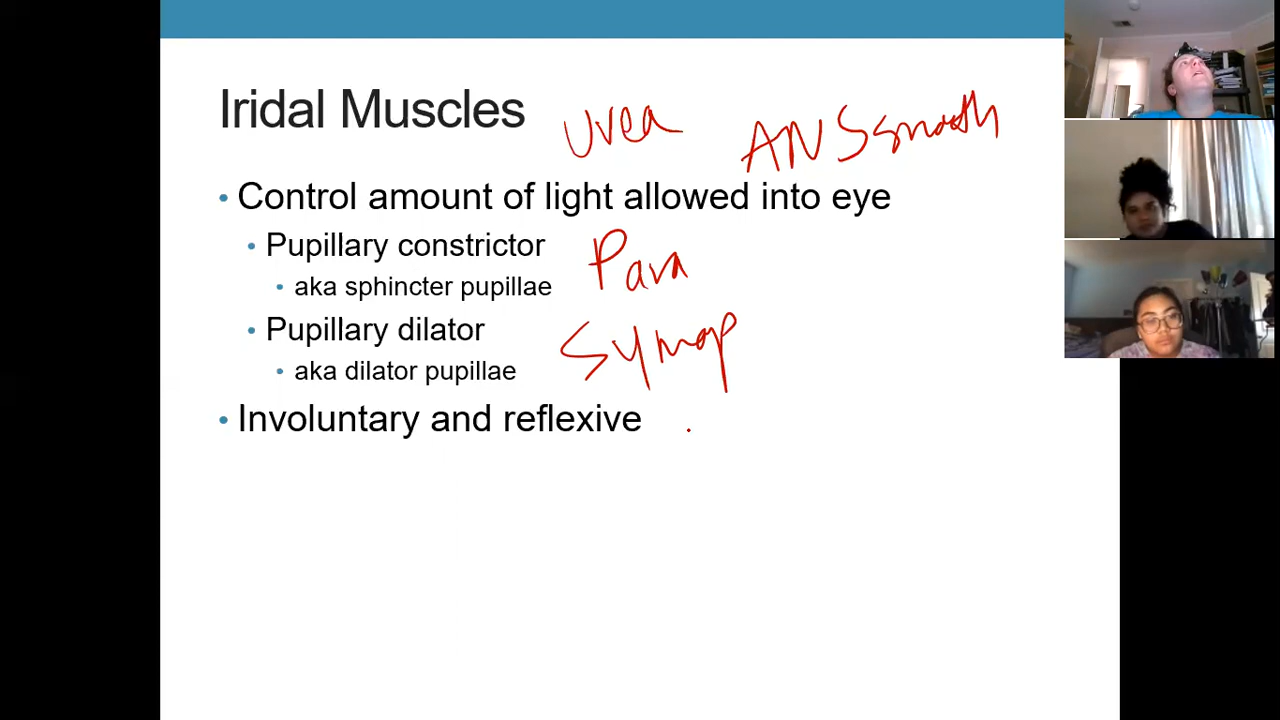 Iridal Muscles Uvea ANS smooth
• Control amount of light allowed into eye
• Pupillary constrictor Para
• aka sphincter pupillae
• Pupillary dilator Symap
• aka dilator pupillae
• Involuntary and reflexive